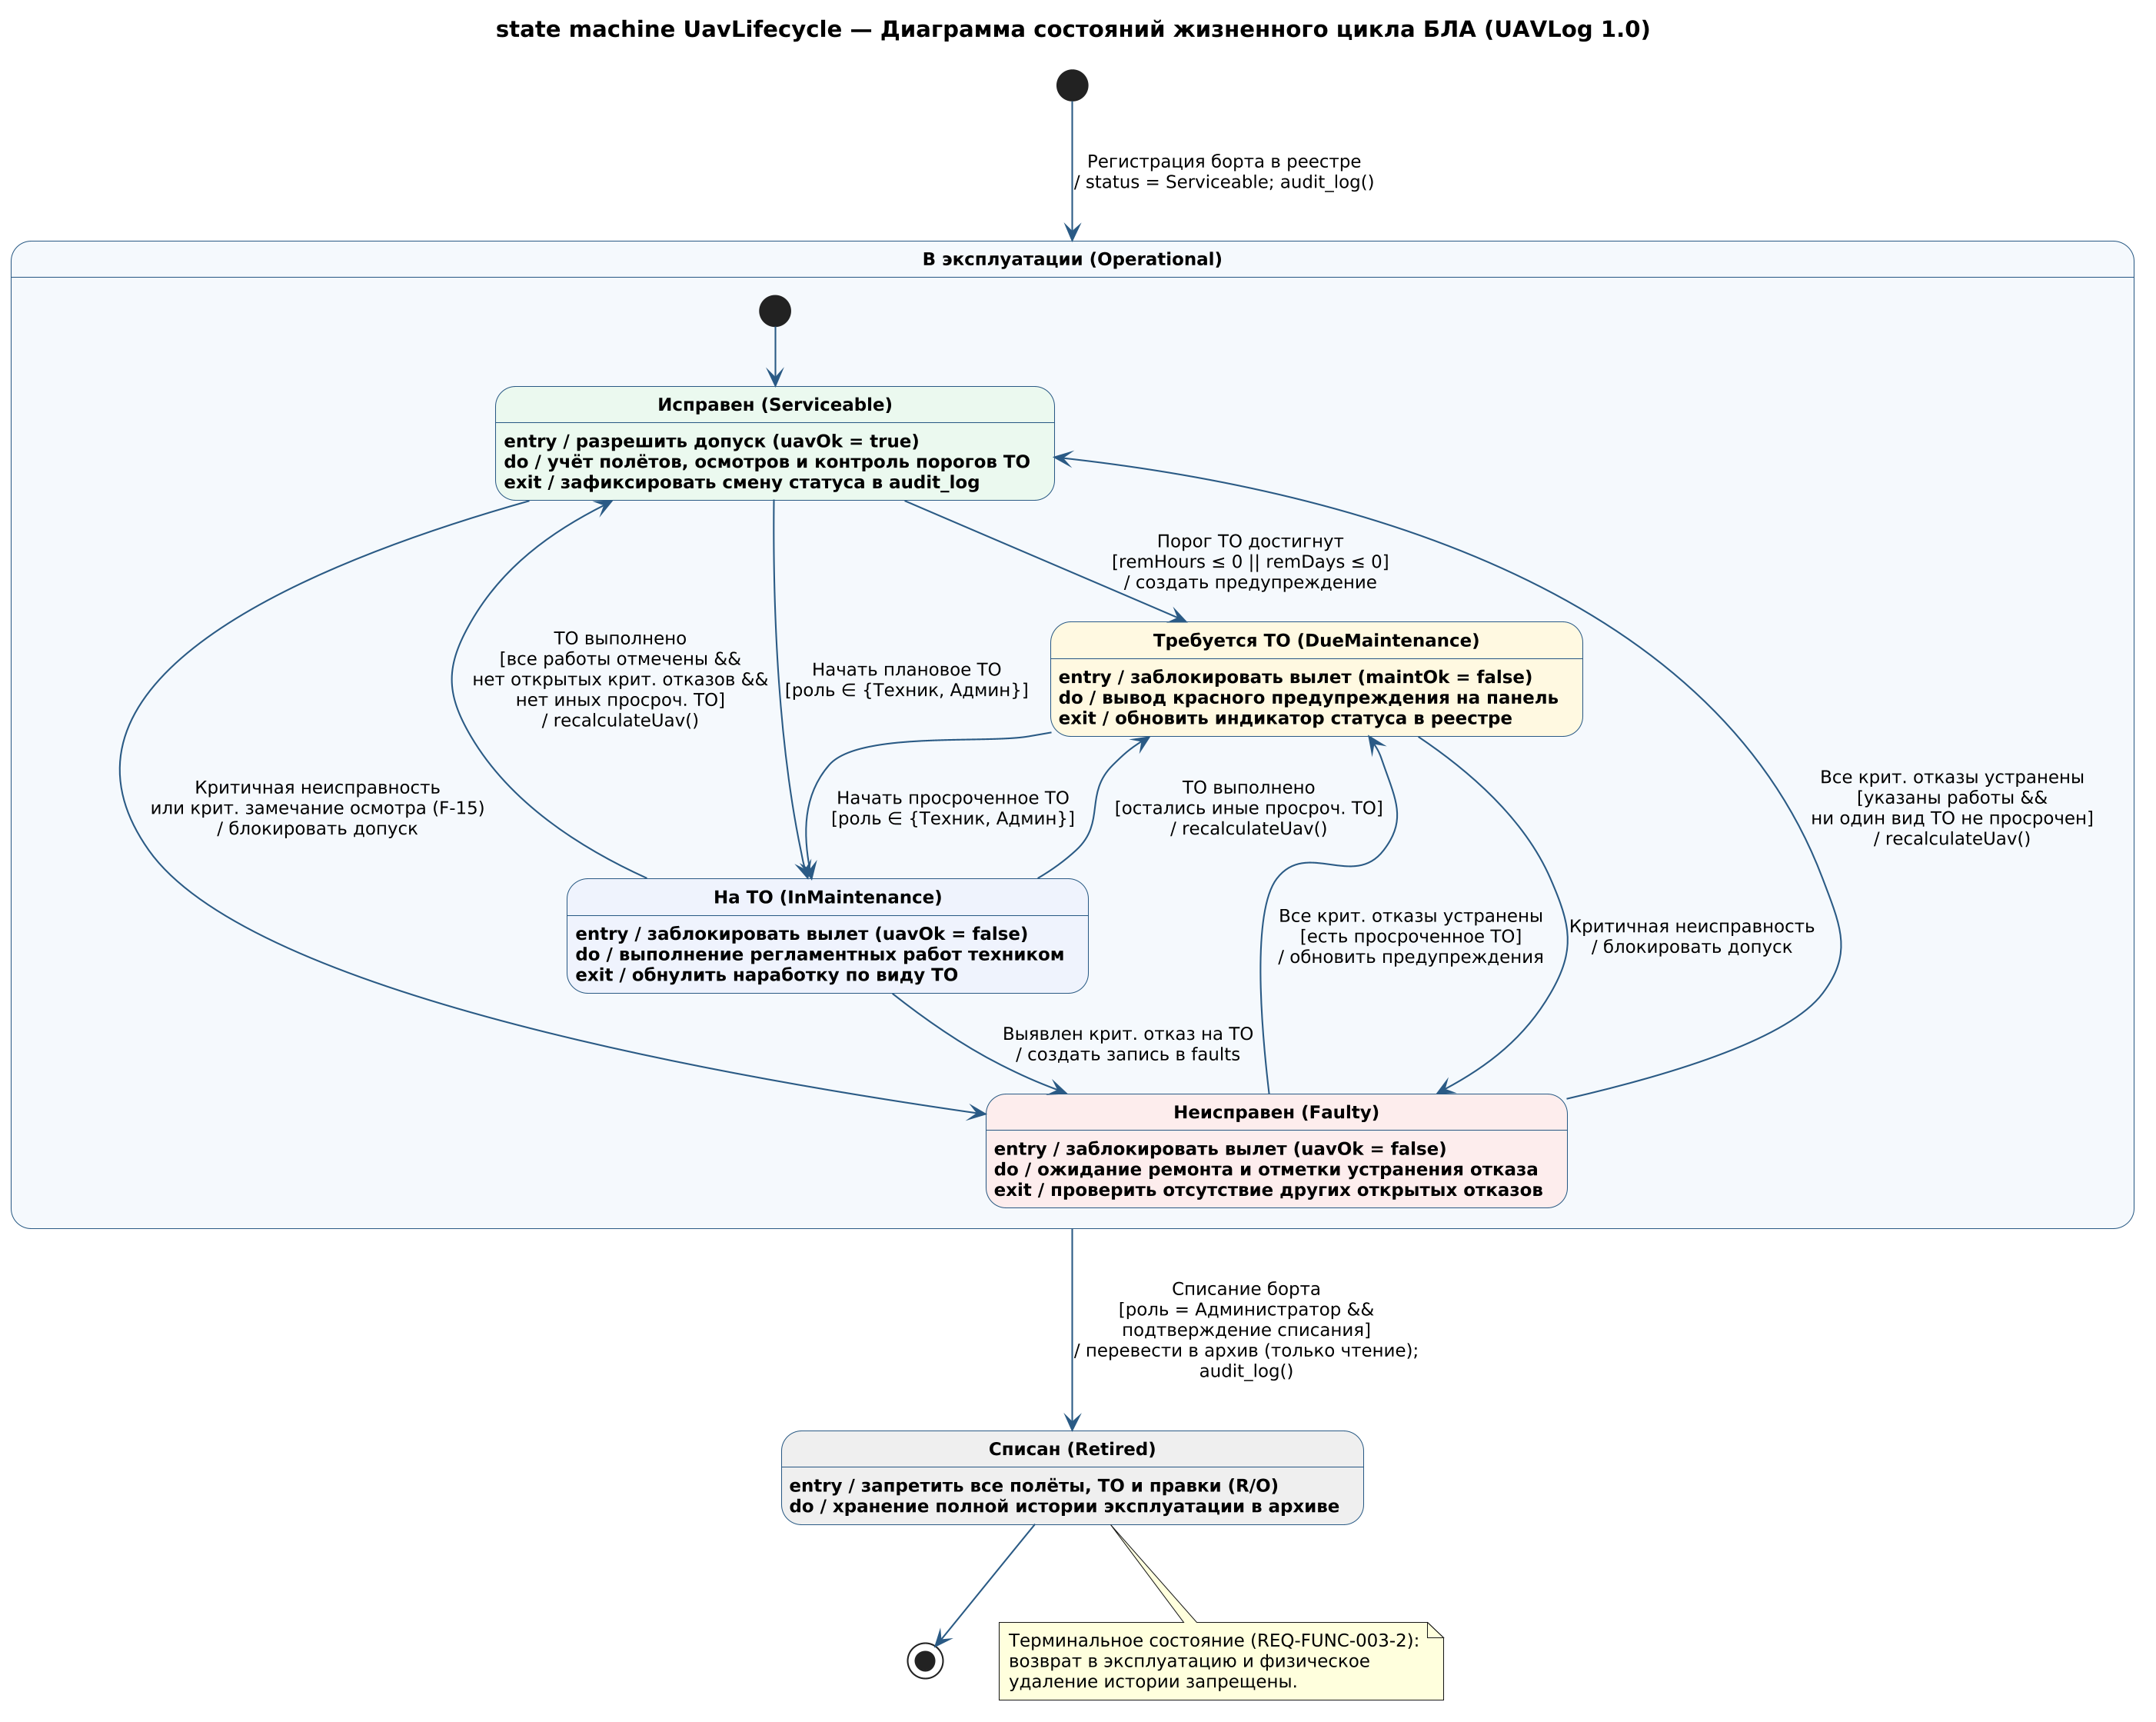 state machine UavLifecycle — Диаграмма состояний жизненного цикла БЛА (UAVLog 1.0)
Регистрация борта в реестре
/ status = Serviceable; audit_log()
В эксплуатации (Operational)
Исправен (Serviceable)
entry / разрешить допуск (uavOk = true)
do / учёт полётов, осмотров и контроль порогов ТО
exit / зафиксировать смену статуса в audit_log
Порог ТО достигнут
[remHours ≤ 0 || remDays ≤ 0]
/ создать предупреждение
Требуется ТО (DueMaintenance)
entry / заблокировать вылет (maintOk = false)
do / вывод красного предупреждения на панель
exit / обновить индикатор статуса в реестре
ТО выполнено
[все работы отмечены &&
нет открытых крит. отказов &&
нет иных просроч. ТО]
/ recalculateUav()
Начать плановое ТО
[роль ∈ {Техник, Админ}]
Критичная неисправность
или крит. замечание осмотра (F-15)
/ блокировать допуск
Начать просроченное ТО
[роль ∈ {Техник, Админ}]
ТО выполнено
[остались иные просроч. ТО]
/ recalculateUav()
Все крит. отказы устранены
[указаны работы &&
ни один вид ТО не просрочен]
/ recalculateUav()
На ТО (InMaintenance)
entry / заблокировать вылет (uavOk = false)
do / выполнение регламентных работ техником
exit / обнулить наработку по виду ТО
Все крит. отказы устранены
[есть просроченное ТО]
/ обновить предупреждения
Критичная неисправность
/ блокировать допуск
Выявлен крит. отказ на ТО
/ создать запись в faults
Неисправен (Faulty)
entry / заблокировать вылет (uavOk = false)
do / ожидание ремонта и отметки устранения отказа
exit / проверить отсутствие других открытых отказов
Списание борта
[роль = Администратор &&
подтверждение списания]
/ перевести в архив (только чтение);
audit_log()
Списан (Retired)
entry / запретить все полёты, ТО и правки (R/O)
do / хранение полной истории эксплуатации в архиве
Терминальное состояние (REQ-FUNC-003-2):
возврат в эксплуатацию и физическое
удаление истории запрещены.